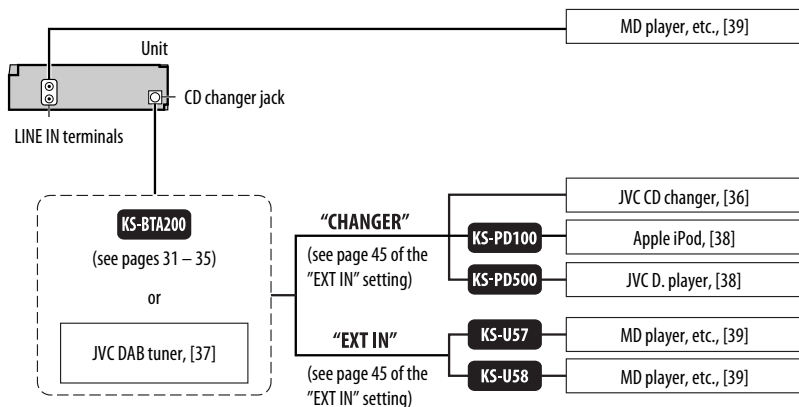 MD player, etc., [39]
Unit
CD changer jack
LINE IN terminals
KS-BTA200
(see pages 31 – 35)
or
JVC DAB tuner, [37]
“CHANGER”
(see page 45 of the
"EXT IN" setting)
JVC CD changer, [36]
KS-PD100
Apple iPod, [38]
KS-PD500
JVC D. player, [38]
“EXT IN”
(see page 45 of the
"EXT IN" setting)
KS-U57
MD player, etc., [39]
KS-U58
MD player, etc., [39]